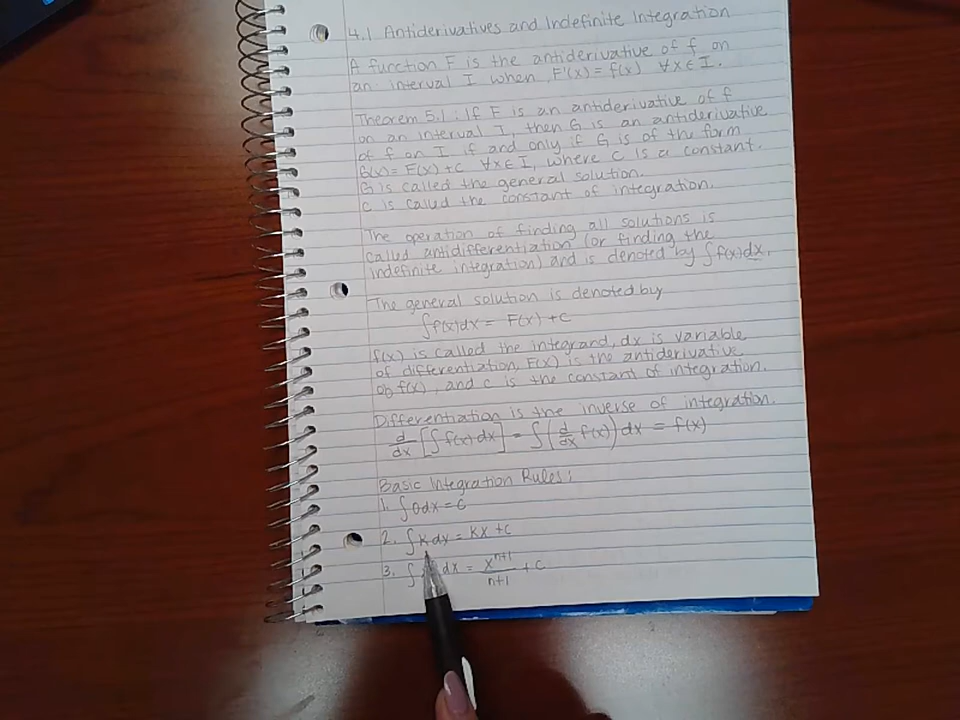 4.1 Antiderivatives and Indefinite Integration
A function F is the antiderivative of f on
an interval I when F'(x) = f(x) ∀x∈I.
Theorem 5.1: If F is an antiderivative of f
on an interval I, then G is an antiderivative
of f on I if and only if G is of the form
G(x) = F(x) + C ∀x∈I, where C is a constant.
G is called the general solution.
C is called the constant of integration.
The operation of finding all solutions is
called antidifferentiation (or finding the
indefinite integration) and is denoted by ∫f(x)dx.
The general solution is denoted by
∫f(x)dx = F(x) + C
f(x) is called the integrand, dx is variable
of differentiation, F(x) is the antiderivative
of f(x), and c is the constant of integration.
Differentiation is the inverse of integration.
d/dx [∫f(x)dx] = ∫(d/dx f(x))dx = f(x)
Basic Integration Rules:
1. ∫0dx = C
2. ∫K dx = Kx + C
3. ∫ dx = x^(n+1)/(n+1) + C